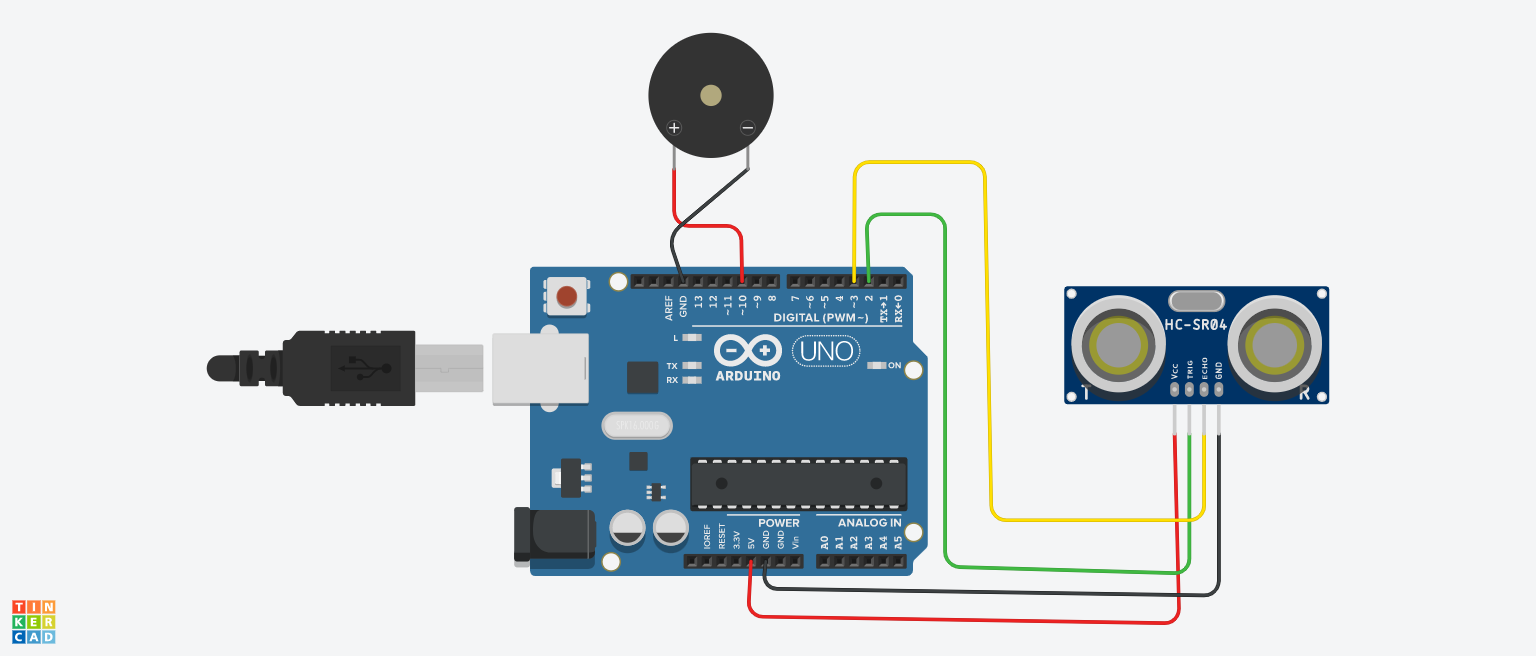 + −
AREF
GND
13
12
~11
~10
~9
8
7
~6
~5
4
~3
2
TX→1
RX←0
DIGITAL (PWM~)
L
TX
RX
− +
ARDUINO
UNO
ON
HC-SR04
VCC
TRIG
ECHO
GND
T
R
POWER
ANALOG IN
IOREF
RESET
3.3V
5V
GND
GND
Vin
A0
A1
A2
A3
A4
A5
TIN
KER
CAD